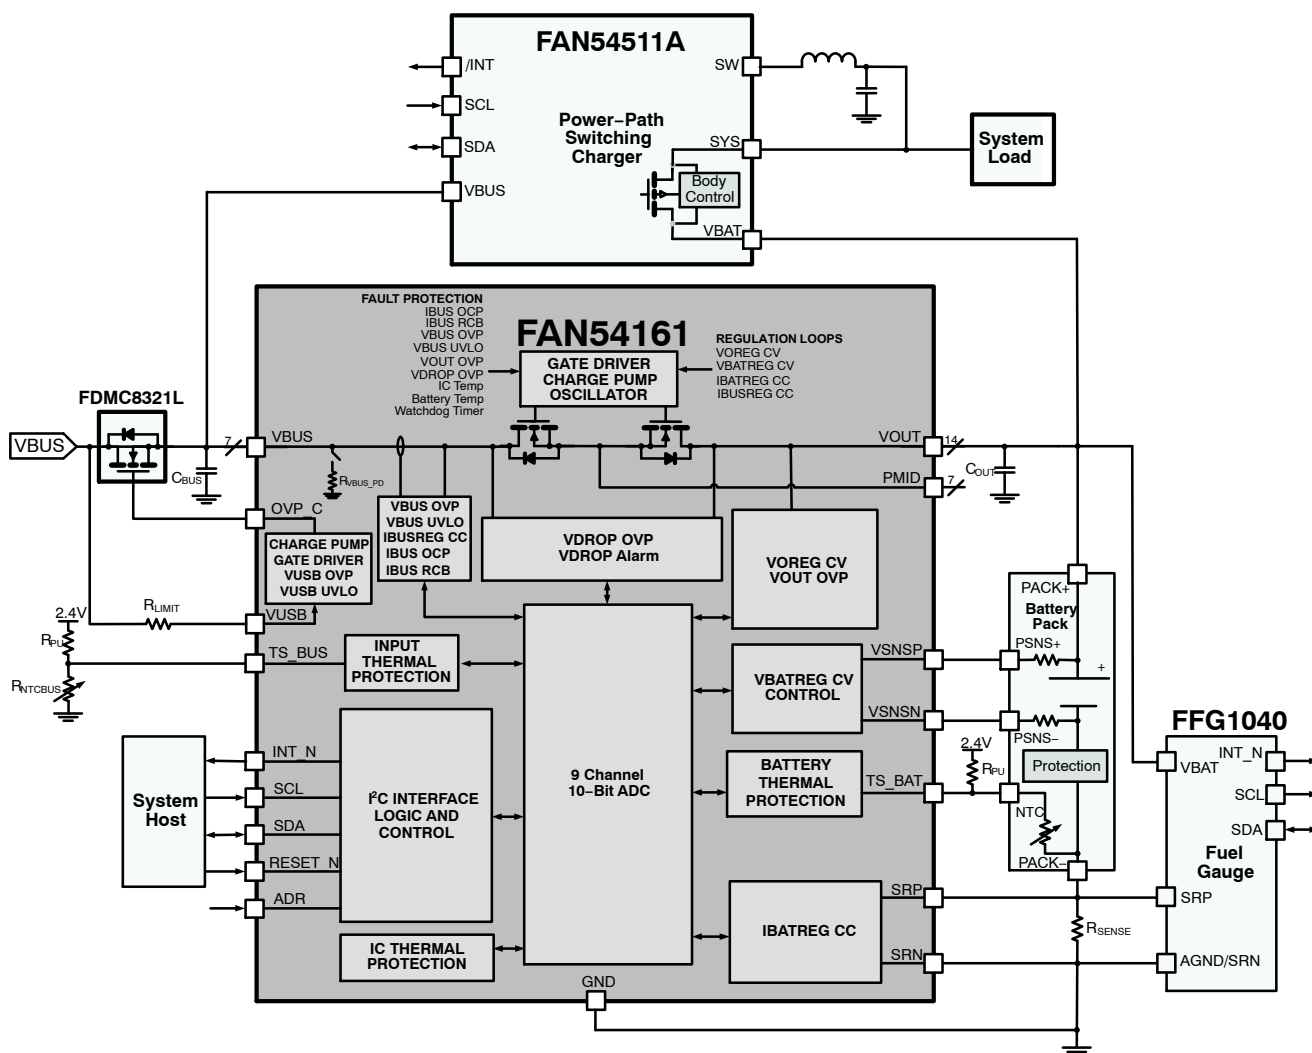 FAN54511A
/INT
SCL
SDA
VBUS
SW
SYS
VBAT
Power–Path
Switching
Charger
Body
Control
System
Load
FAULT PROTECTION
IBUS OCP
IBUS RCB
VBUS OVP
VBUS UVLO
VOUT OVP
VDROP OVP
IC Temp
Battery Temp
Watchdog Timer
FAN54161
GATE DRIVER
CHARGE PUMP
OSCILLATOR
REGULATION LOOPS
VOREG CV
VBATREG CV
IBATREG CC
IBUSREG CC
FDMC8321L
VBUS
CBUS
7
VBUS
RVBUS_PD
VOUT
14
COUT
PMID
7
OVP_C
CHARGE PUMP
GATE DRIVER
VUSB OVP
VUSB UVLO
VBUS OVP
VBUS UVLO
IBUSREG CC
IBUS OCP
IBUS RCB
VDROP OVP
VDROP Alarm
VOREG CV
VOUT OVP
2.4V
RLIMIT
VUSB
RPU
TS_BUS
RNTCBUS
INPUT
THERMAL
PROTECTION
VBATREG CV
CONTROL
VSNSP
VSNSN
PACK+
Battery
Pack
PSNS+
+
PSNS–
Protection
NTC
PACK–
2.4V
RPU
BATTERY
THERMAL
PROTECTION
TS_BAT
9 Channel
10–Bit ADC
System
Host
INT_N
SCL
SDA
RESET_N
ADR
I2C INTERFACE
LOGIC AND
CONTROL
IC THERMAL
PROTECTION
IBATREG CC
SRP
SRN
RSENSE
GND
FFG1040
VBAT
INT_N
SCL
SDA
Fuel
Gauge
SRP
AGND/SRN